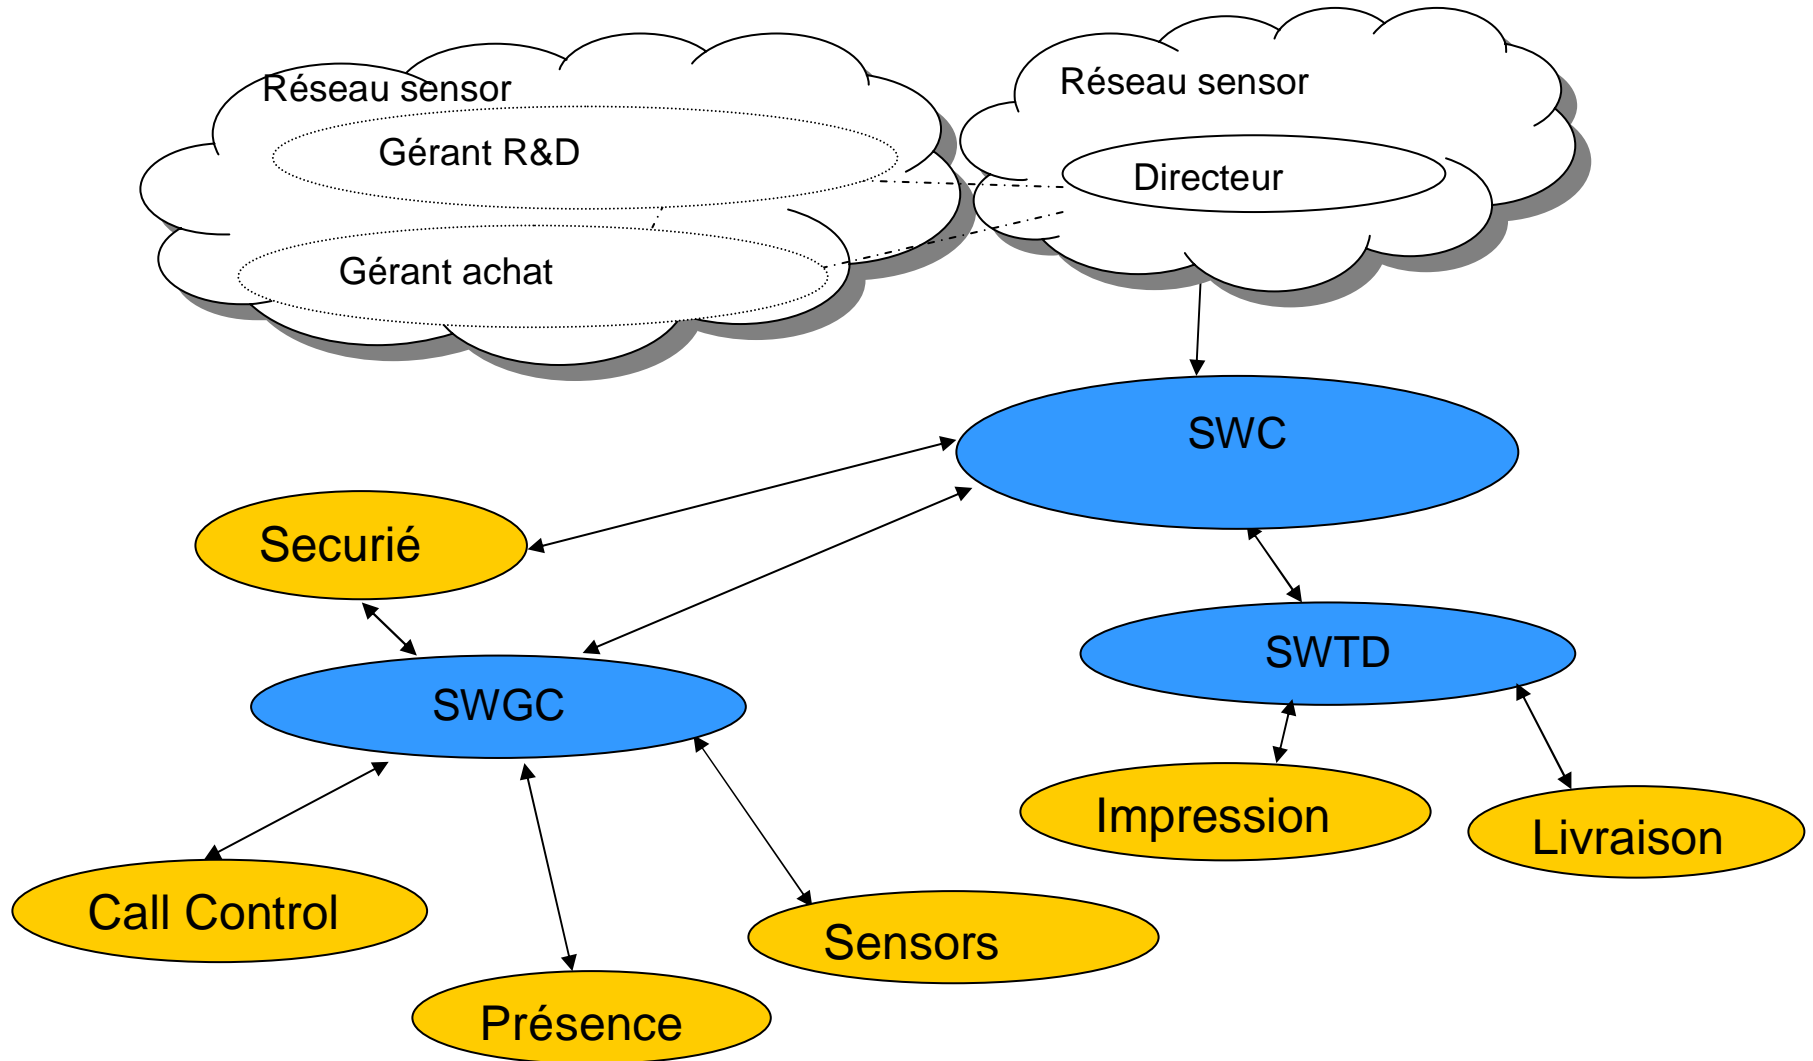 Réseau sensor
Gérant R&D
Gérant achat
Réseau sensor
Directeur
SWC
Securié
SWTD
SWGC
Impression
Livraison
Call Control
Sensors
Présence